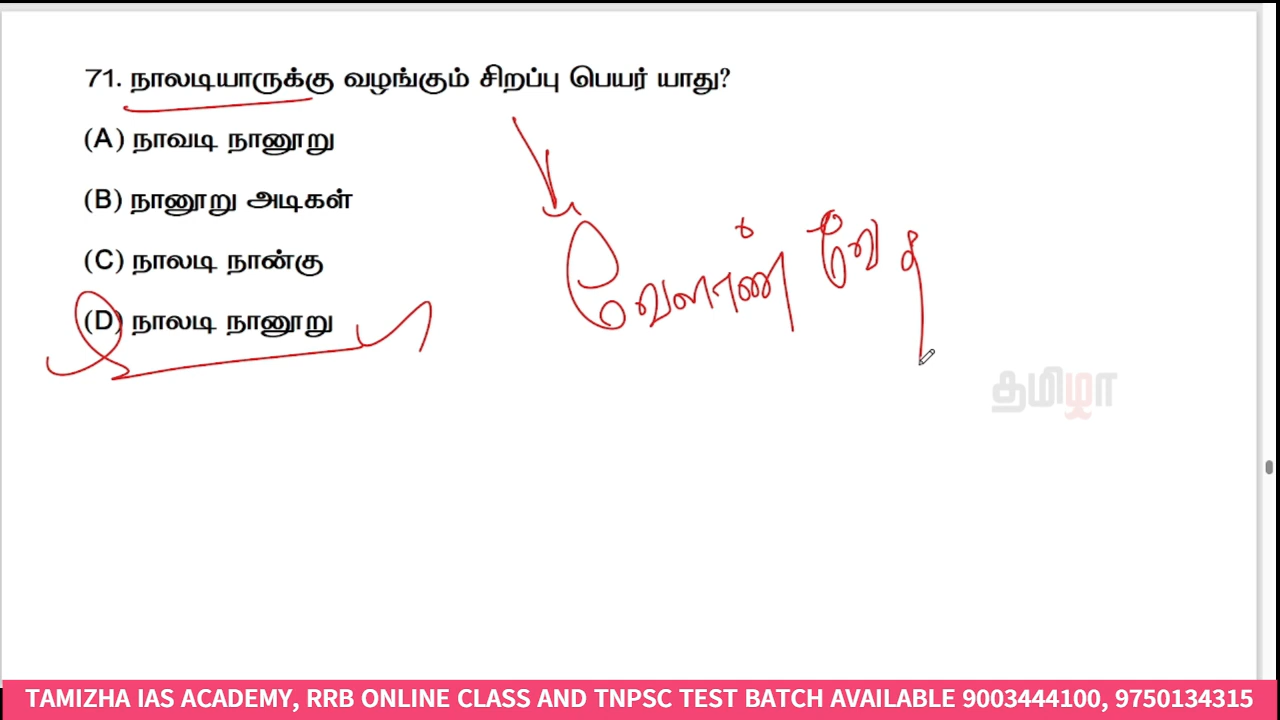 71. நாலடியாருக்கு வழங்கும் சிறப்பு பெயர் யாது?
(A) நாவடி நானூறு
(B) நானூறு அடிகள்
(C) நாலடி நான்கு
(D) நாலடி நானூறு
வேளாண் வே
தமிழா
TAMIZHA IAS ACADEMY, RRB ONLINE CLASS AND TNPSC TEST BATCH AVAILABLE 9003444100, 9750134315